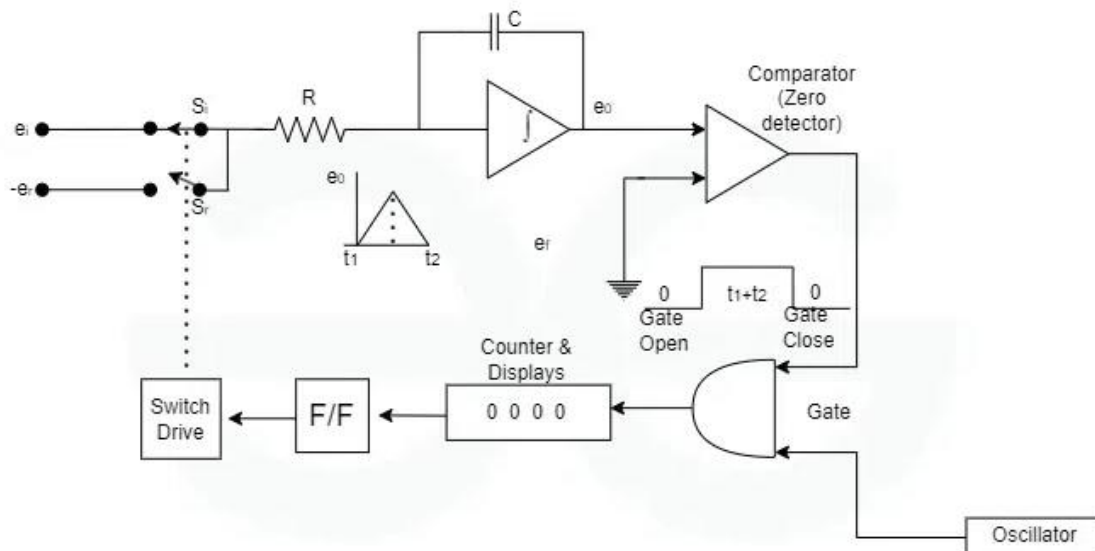 C
Comparator
(Zero
detector)
R
Si
e0
ei
∫
-er
Sr
e0
t1 t2
er
0 t1+t2 0
Gate
Open
Gate
Close
Counter &
Displays
Switch
Drive
F/F
0 0 0 0
Gate
Oscillator